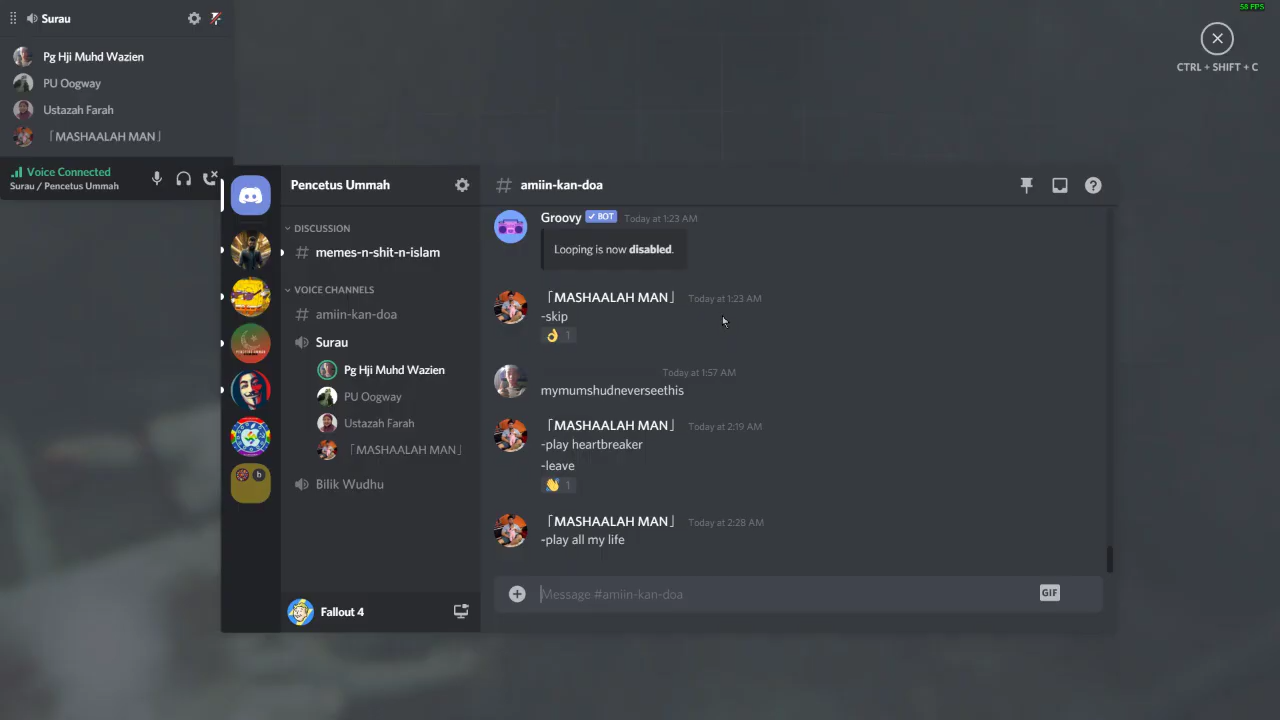 58 FPS
Surau
Pg Hji Muhd Wazien
PU Oogway
Ustazah Farah
「MASHAALAH MAN」
Voice Connected
Surau / Pencetus Ummah
CTRL + SHIFT + C
Pencetus Ummah
DISCUSSION
# memes-n-shit-n-islam
VOICE CHANNELS
# amiin-kan-doa
Surau
Pg Hji Muhd Wazien
PU Oogway
Ustazah Farah
「MASHAALAH MAN」
Bilik Wudhu
Fallout 4
# amiin-kan-doa
Groovy ✓ BOT Today at 1:23 AM
Looping is now disabled.
「MASHAALAH MAN」 Today at 1:23 AM
-skip
👌 1
Today at 1:57 AM
mymumshudneverseethis
「MASHAALAH MAN」 Today at 2:19 AM
-play heartbreaker
-leave
👋 1
「MASHAALAH MAN」 Today at 2:28 AM
-play all my life
Message #amiin-kan-doa
GIF